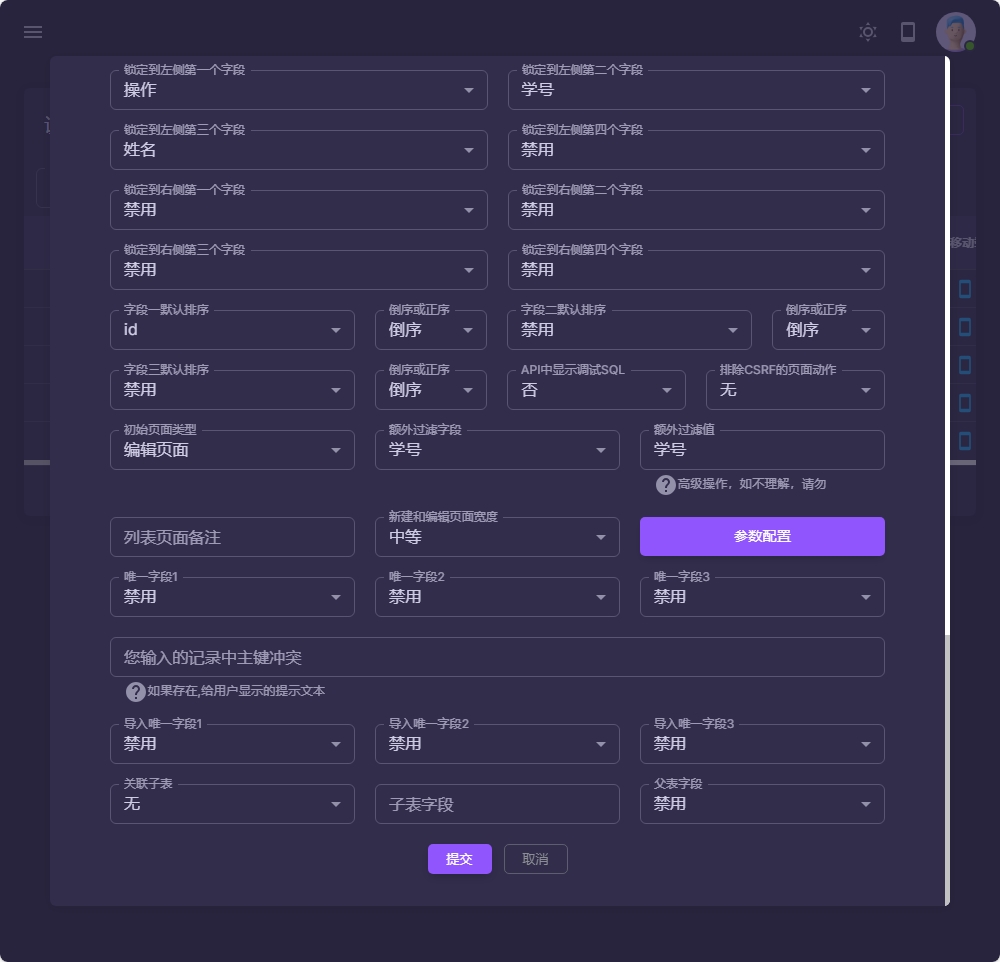 锁定到左侧第一个字段
操作
锁定到左侧第二个字段
学号
锁定到左侧第三个字段
姓名
锁定到左侧第四个字段
禁用
锁定到右侧第一个字段
禁用
锁定到右侧第二个字段
禁用
锁定到右侧第三个字段
禁用
锁定到右侧第四个字段
禁用
字段一默认排序
id
倒序或正序
倒序
字段二默认排序
禁用
倒序或正序
倒序
字段三默认排序
禁用
倒序或正序
倒序
API中显示调试SQL
否
排除CSRF的页面动作
无
初始页面类型
编辑页面
额外过滤字段
学号
额外过滤值
学号
高级操作，如不理解，请勿
列表页面备注
新建和编辑页面宽度
中等
参数配置
唯一字段1
禁用
唯一字段2
禁用
唯一字段3
禁用
您输入的记录中主键冲突
如果存在,给用户显示的提示文本
导入唯一字段1
禁用
导入唯一字段2
禁用
导入唯一字段3
禁用
关联子表
无
子表字段
父表字段
禁用
提交
取消
移动